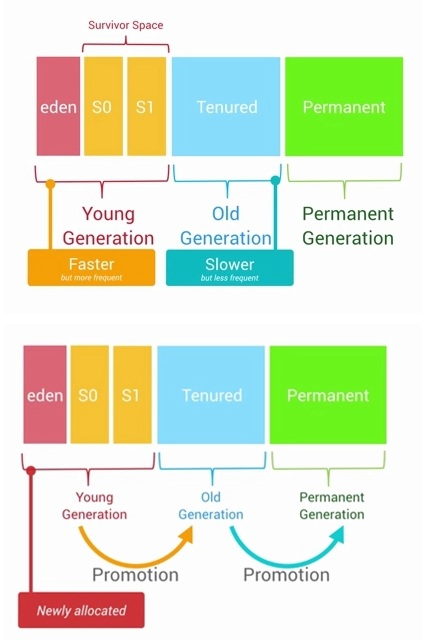 Survivor Space
eden S0 S1 Tenured Permanent
Young
Generation
Old
Generation
Permanent
Generation
Faster
but more frequent
Slower
but less frequent
eden S0 S1 Tenured Permanent
Young
Generation
Old
Generation
Permanent
Generation
Promotion Promotion
Newly allocated